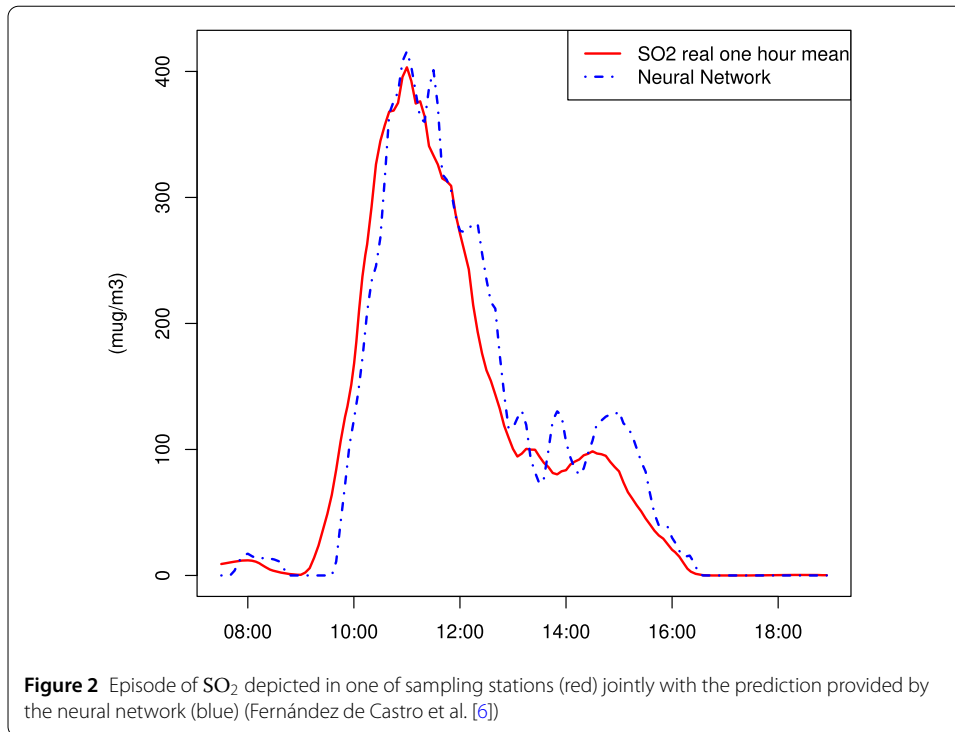 SO2 real one hour mean
Neural Network
(mug/m3)
400
300
200
100
0
08:00 10:00 12:00 14:00 16:00 18:00
Figure 2 Episode of SO₂ depicted in one of sampling stations (red) jointly with the prediction provided by
the neural network (blue) (Fernández de Castro et al. [6])